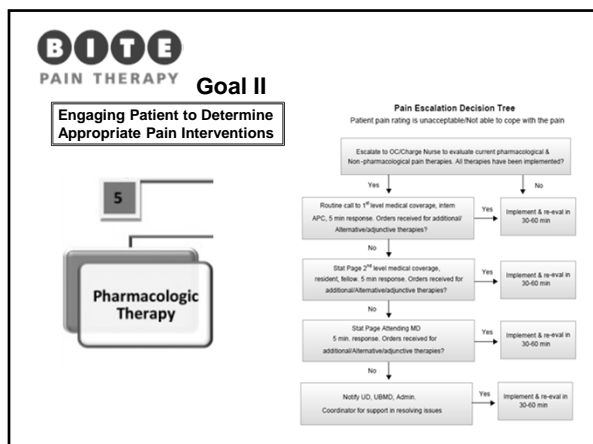 BITE
PAIN THERAPY
Goal II
Engaging Patient to Determine
Appropriate Pain Interventions
5
Pharmacologic
Therapy
Pain Escalation Decision Tree
Patient pain rating is unacceptable/Not able to cope with the pain
Escalate to OC/Charge Nurse to evaluate current pharmacological &
Non-pharmacological pain therapies. All therapies have been implemented?
Yes
No
Routine call to 1st level medical coverage, intern
APC, 5 min response. Orders received for additional/
Alternative/adjunctive therapies?
Yes
Implement & re-eval in
30-60 min
No
Stat Page 2nd level medical coverage,
resident, fellow. 5 min response. Orders received for
additional/Alternative/adjunctive therapies?
Yes
Implement & re-eval in
30-60 min
No
Stat Page Attending MD
5 min. response. Orders received for
additional/Alternative/adjunctive therapies?
Yes
Implement & re-eval in
30-60 min
No
Notify UD, UBMD, Admin.
Coordinator for support in resolving issues
Yes
Implement & re-eval in
30-60 min